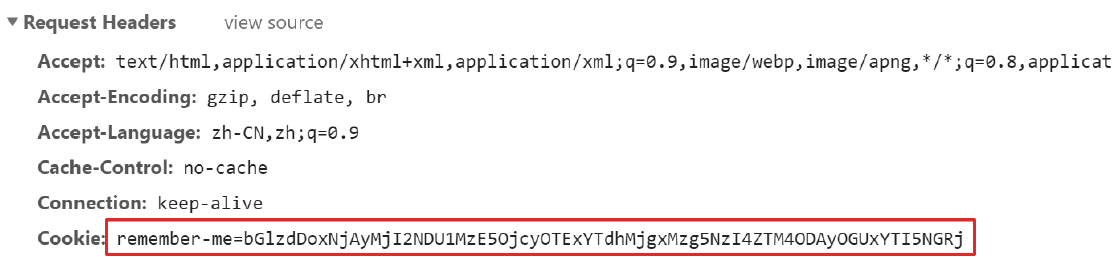 Request Headers view source
Accept: text/html,application/xhtml+xml,application/xml;q=0.9,image/webp,image/apng,*/*;q=0.8,applicat
Accept-Encoding: gzip, deflate, br
Accept-Language: zh-CN,zh;q=0.9
Cache-Control: no-cache
Connection: keep-alive
Cookie: remember-me=bGlzdDoxNjAyMjI2NDU1MzE5OjcyOTExYTdhMjgxMzg5NzI4ZTM4ODAyOGUxYTI5NGRj